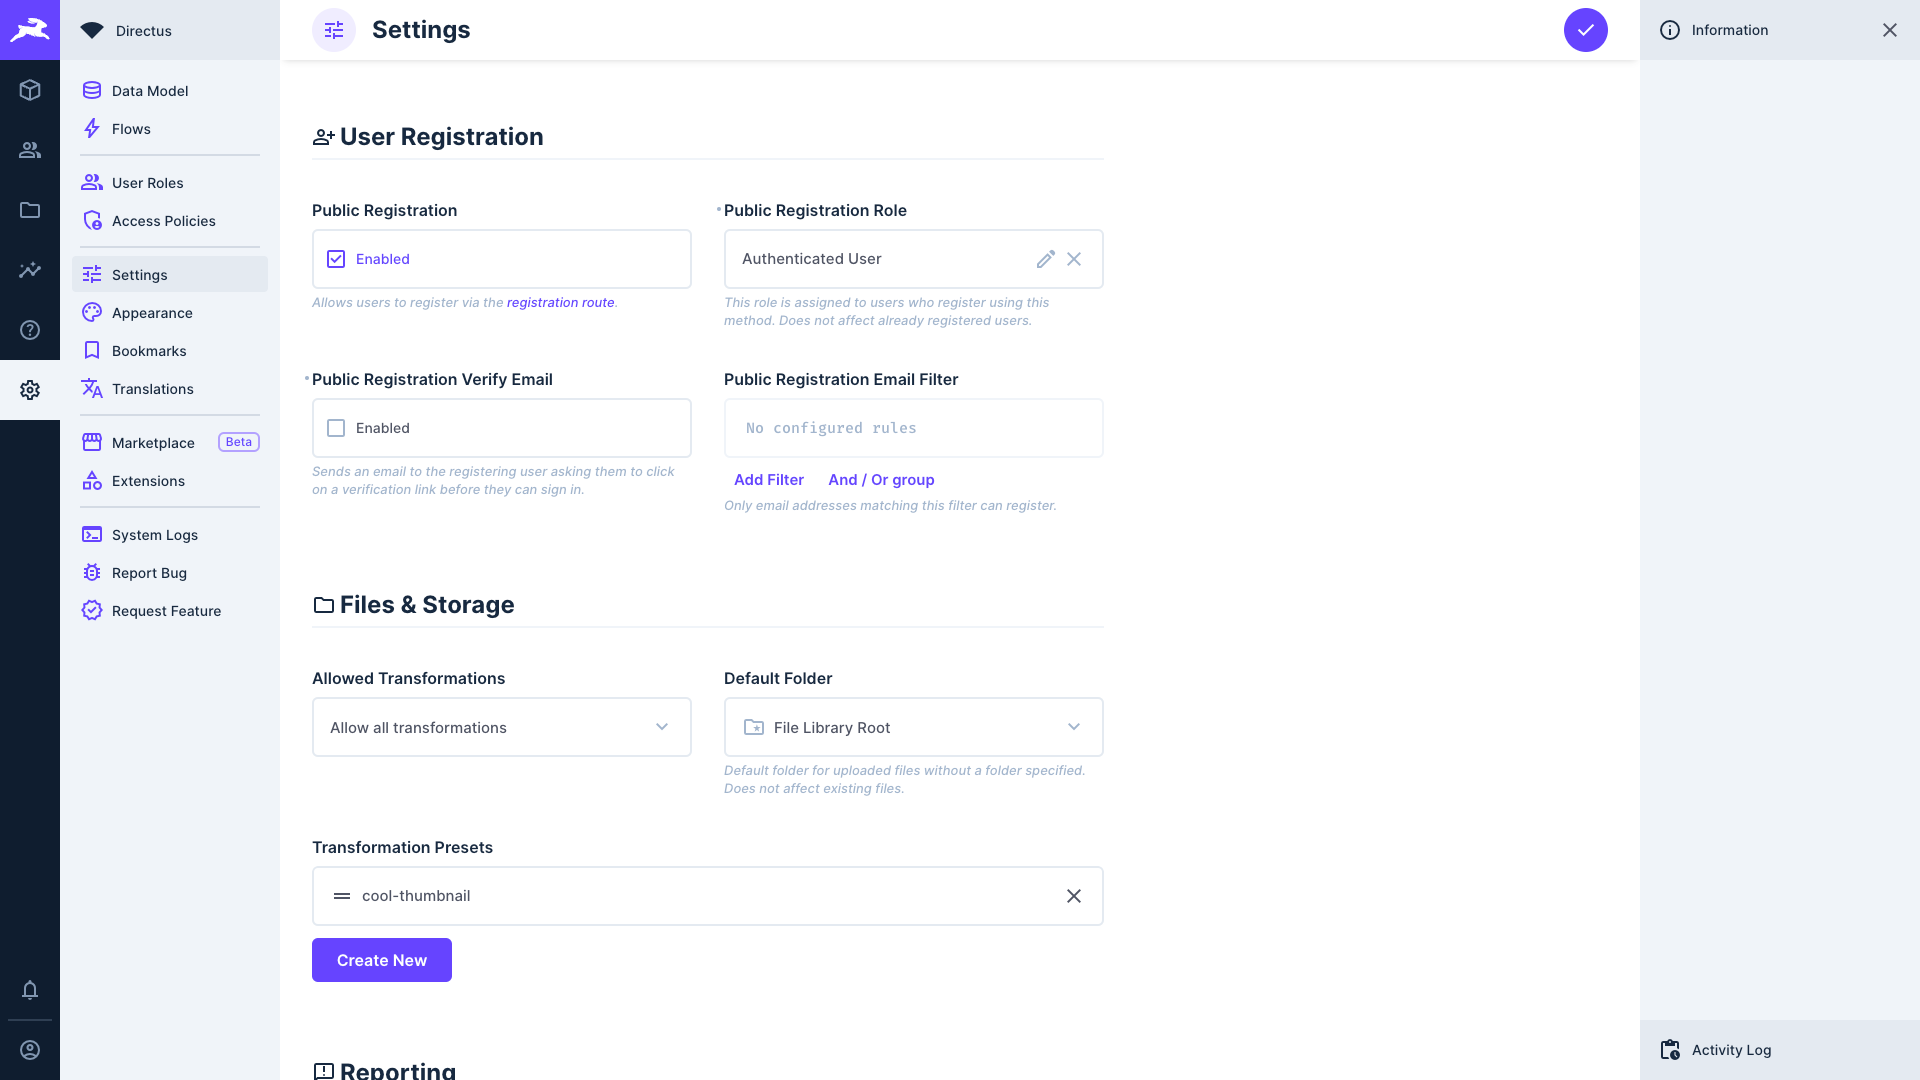 Directus
Data Model
Flows
User Roles
Access Policies
Settings
Appearance
Bookmarks
Translations
Marketplace
Beta
Extensions
System Logs
Report Bug
Request Feature
Settings
User Registration
Public Registration
Enabled
Allows users to register via the registration route.
Public Registration Role
Authenticated User
This role is assigned to users who register using this
method. Does not affect already registered users.
Public Registration Verify Email
Enabled
Sends an email to the registering user asking them to click
on a verification link before they can sign in.
Public Registration Email Filter
No configured rules
Add Filter And / Or group
Only email addresses matching this filter can register.
Files & Storage
Allowed Transformations
Allow all transformations
Default Folder
File Library Root
Default folder for uploaded files without a folder specified.
Does not affect existing files.
Transformation Presets
cool-thumbnail
Create New
Reporting
Information
Activity Log